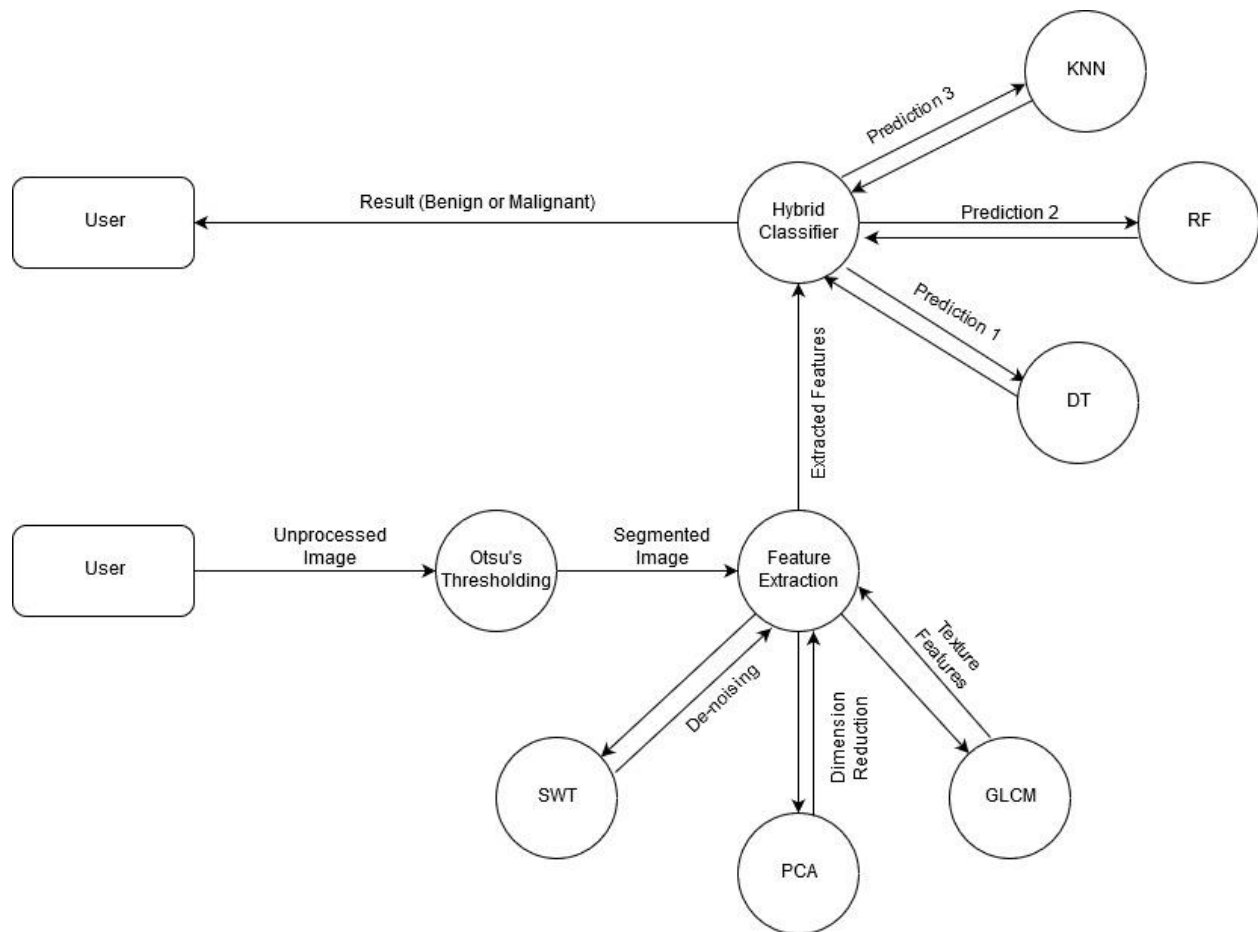 KNN
Prediction 3
User
Result (Benign or Malignant)
Hybrid
Classifier
Prediction 2
RF
Prediction 1
DT
Extracted Features
User
Unprocessed
Image
Otsu's
Thresholding
Segmented
Image
Feature
Extraction
Texture
Features
De-noising
Dimension
Reduction
SWT
GLCM
PCA